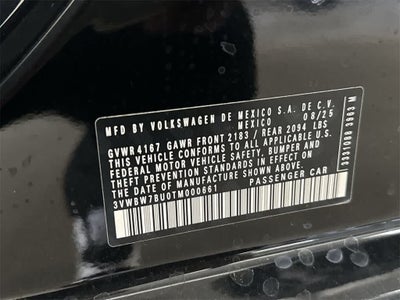 MFD BY VOLKSWAGEN DE MEXICO S.A. DE C.V.
MEXICO 08/25
GVWR 4167 GAWR FRONT 2183 / REAR 2094 LBS
THIS VEHICLE CONFORMS TO ALL APPLICABLE
FEDERAL MOTOR VEHICLE SAFETY, BUMPER AND
THEFT PREVENTION STANDARDS IN EFFECT ON
THE DATE OF MANUFACTURE SHOWN ABOVE.
3VWBW7BU0TM000661 PASSENGER CAR